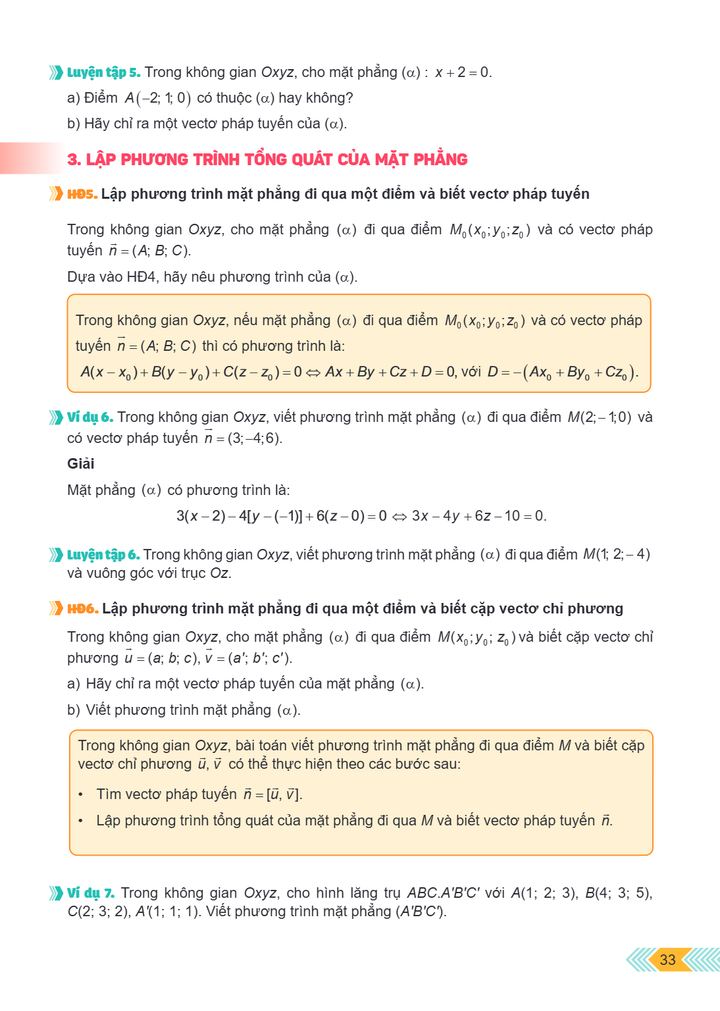 Luyện tập 5. Trong không gian Oxyz, cho mặt phẳng (α) : x + 2 = 0.
a) Điểm A(−2; 1; 0) có thuộc (α) hay không?
b) Hãy chỉ ra một vectơ pháp tuyến của (α).
3. LẬP PHƯƠNG TRÌNH TỔNG QUÁT CỦA MẶT PHẲNG
HĐ5. Lập phương trình mặt phẳng đi qua một điểm và biết vectơ pháp tuyến
Trong không gian Oxyz, cho mặt phẳng (α) đi qua điểm M₀(x₀; y₀; z₀) và có vectơ pháp
tuyến n⃗ = (A; B; C).
Dựa vào HĐ4, hãy nêu phương trình của (α).
Trong không gian Oxyz, nếu mặt phẳng (α) đi qua điểm M₀(x₀; y₀; z₀) và có vectơ pháp
tuyến n⃗ = (A; B; C) thì có phương trình là:
A(x − x₀) + B(y − y₀) + C(z − z₀) = 0 ⇔ Ax + By + Cz + D = 0, với D = −(Ax₀ + By₀ + Cz₀).
Ví dụ 6. Trong không gian Oxyz, viết phương trình mặt phẳng (α) đi qua điểm M(2; −1; 0) và
có vectơ pháp tuyến n⃗ = (3; −4; 6).
Giải
Mặt phẳng (α) có phương trình là:
3(x − 2) − 4[y − (−1)] + 6(z − 0) = 0 ⇔ 3x − 4y + 6z − 10 = 0.
Luyện tập 6. Trong không gian Oxyz, viết phương trình mặt phẳng (α) đi qua điểm M(1; 2; − 4)
và vuông góc với trục Oz.
HĐ6. Lập phương trình mặt phẳng đi qua một điểm và biết cặp vectơ chỉ phương
Trong không gian Oxyz, cho mặt phẳng (α) đi qua điểm M(x₀; y₀; z₀) và biết cặp vectơ chỉ
phương u⃗ = (a; b; c), v⃗ = (a'; b'; c').
a) Hãy chỉ ra một vectơ pháp tuyến của mặt phẳng (α).
b) Viết phương trình mặt phẳng (α).
Trong không gian Oxyz, bài toán viết phương trình mặt phẳng đi qua điểm M và biết cặp
vectơ chỉ phương u⃗, v⃗ có thể thực hiện theo các bước sau:
• Tìm vectơ pháp tuyến n⃗ = [u⃗, v⃗].
• Lập phương trình tổng quát của mặt phẳng đi qua M và biết vectơ pháp tuyến n⃗.
Ví dụ 7. Trong không gian Oxyz, cho hình lăng trụ ABC.A'B'C' với A(1; 2; 3), B(4; 3; 5),
C(2; 3; 2), A'(1; 1; 1). Viết phương trình mặt phẳng (A'B'C').
33